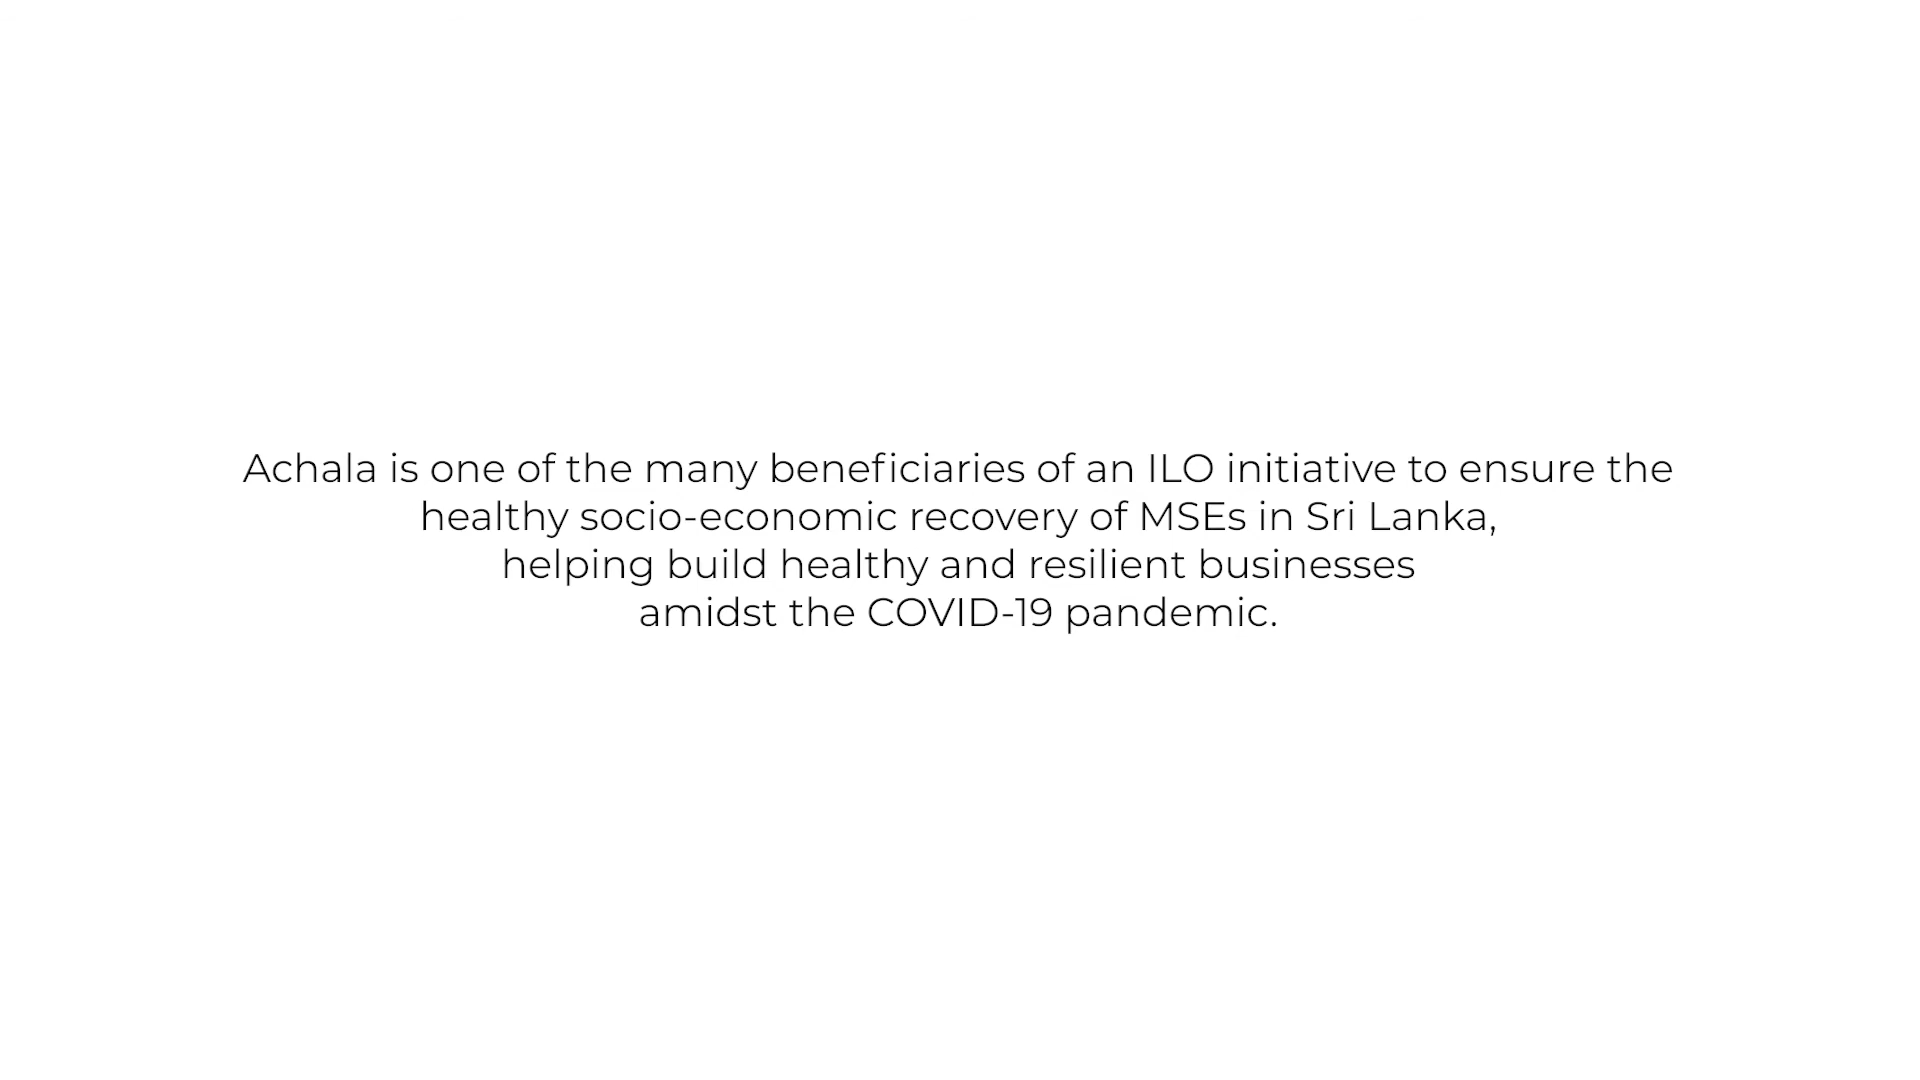 Achala is one of the many beneficiaries of an ILO initiative to ensure the
healthy socio-economic recovery of MSEs in Sri Lanka,
helping build healthy and resilient businesses
amidst the COVID-19 pandemic.